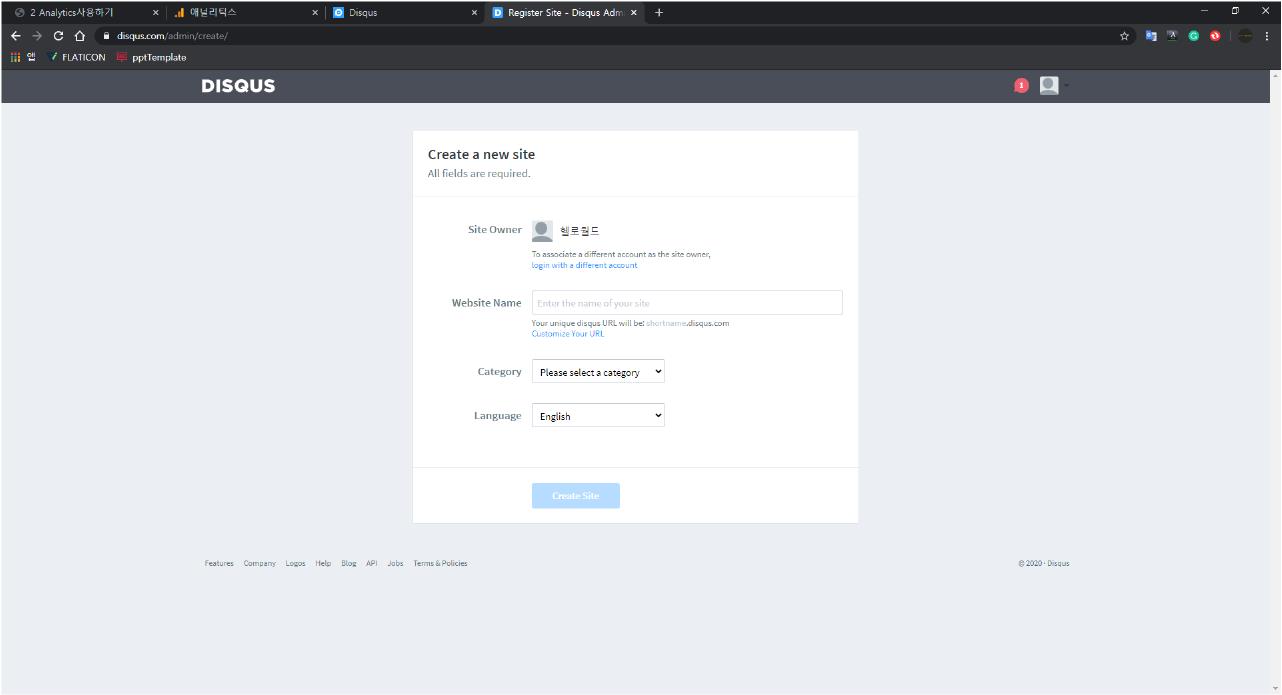 2 Analytics사용하기
애널리틱스
Disqus
Register Site - Disqus Adm
disqus.com/admin/create/
앱
FLATICON
pptTemplate
DISQUS
1
Create a new site
All fields are required.
Site Owner
헬로월드
To associate a different account as the site owner,
login with a different account
Website Name
Enter the name of your site
Your unique disqus URL will be: shortname.disqus.com
Customize Your URL
Category
Please select a category
Language
English
Create Site
Features Company Logos Help Blog API Jobs Terms & Policies
© 2020 · Disqus